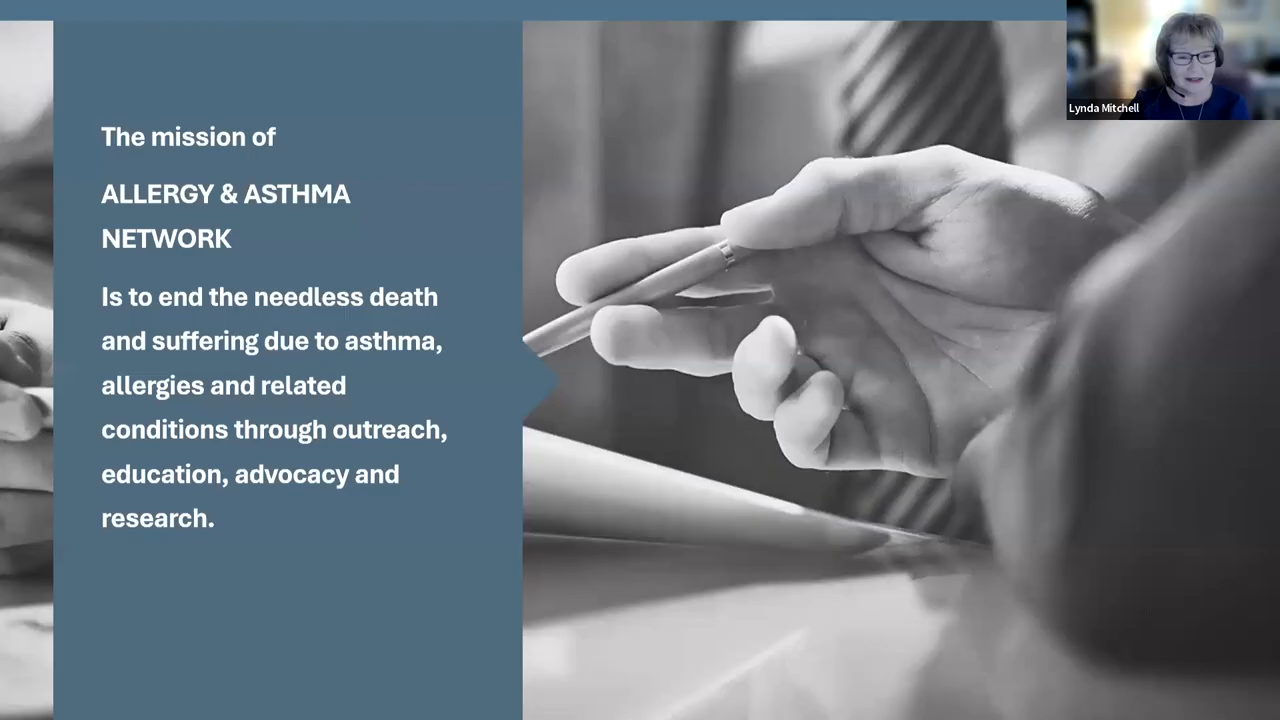 The mission of
ALLERGY & ASTHMA
NETWORK
Is to end the needless death
and suffering due to asthma,
allergies and related
conditions through outreach,
education, advocacy and
research.
Lynda Mitchell